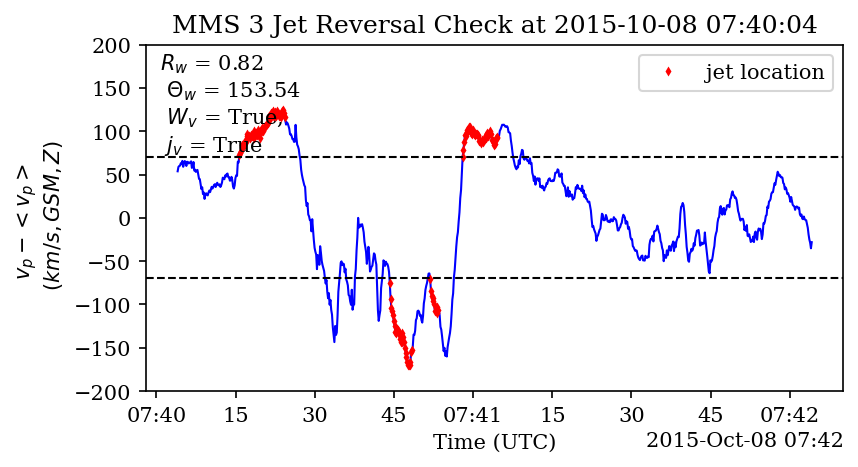 MMS 3 Jet Reversal Check at 2015-10-08 07:40:04
R_w = 0.82
Θ_w = 153.54
W_v = True,
j_v = True
jet location
v_p − < v_p >
(km/s, GSM, Z)
200
150
100
50
0
−50
−100
−150
−200
07:40 15 30 45 07:41 15 30 45 07:42
Time (UTC)
2015-Oct-08 07:42